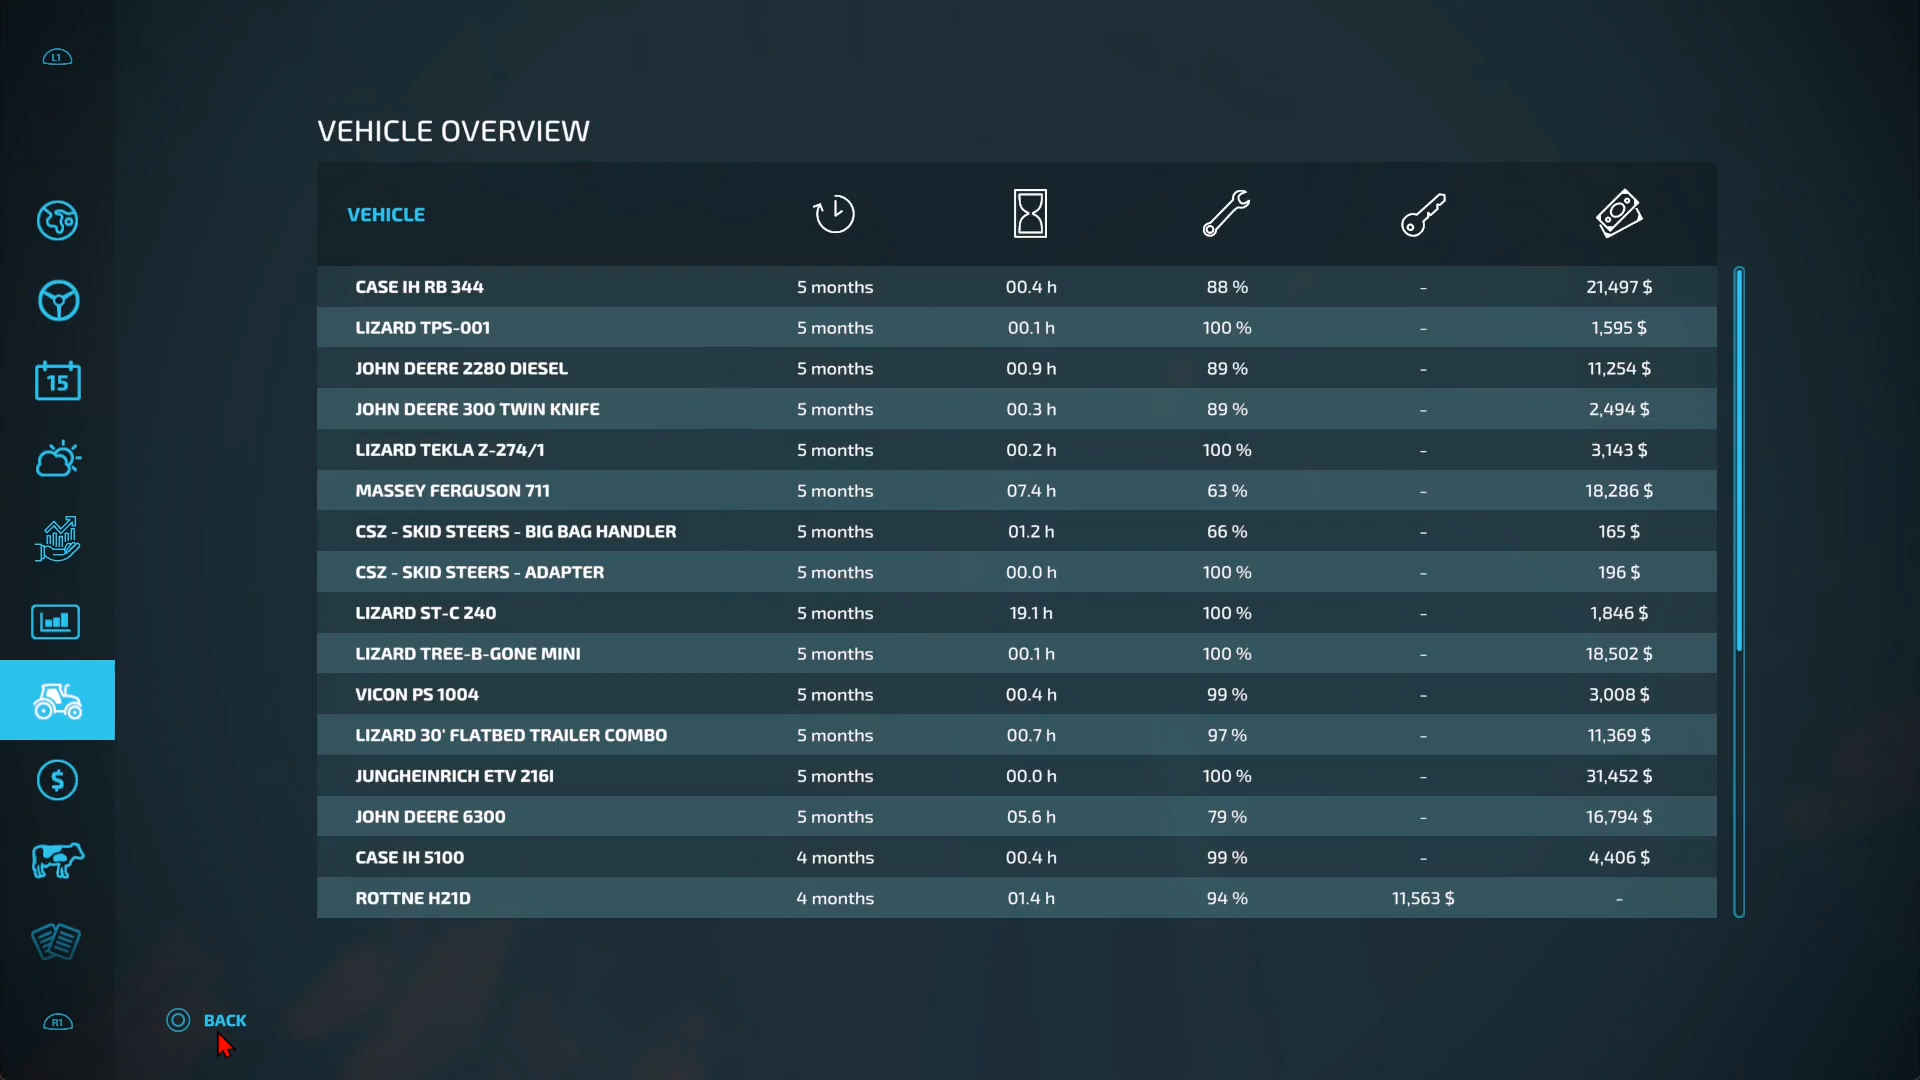 L1
VEHICLE OVERVIEW
VEHICLE
CASE IH RB 344 5 months 00.4 h 88 % - 21,497 $
LIZARD TPS-001 5 months 00.1 h 100 % - 1,595 $
JOHN DEERE 2280 DIESEL 5 months 00.9 h 89 % - 11,254 $
JOHN DEERE 300 TWIN KNIFE 5 months 00.3 h 89 % - 2,494 $
LIZARD TEKLA Z-274/1 5 months 00.2 h 100 % - 3,143 $
MASSEY FERGUSON 711 5 months 07.4 h 63 % - 18,286 $
CSZ - SKID STEERS - BIG BAG HANDLER 5 months 01.2 h 66 % - 165 $
CSZ - SKID STEERS - ADAPTER 5 months 00.0 h 100 % - 196 $
LIZARD ST-C 240 5 months 19.1 h 100 % - 1,846 $
LIZARD TREE-B-GONE MINI 5 months 00.1 h 100 % - 18,502 $
VICON PS 1004 5 months 00.4 h 99 % - 3,008 $
LIZARD 30' FLATBED TRAILER COMBO 5 months 00.7 h 97 % - 11,369 $
JUNGHEINRICH ETV 216I 5 months 00.0 h 100 % - 31,452 $
JOHN DEERE 6300 5 months 05.6 h 79 % - 16,794 $
CASE IH 5100 4 months 00.4 h 99 % - 4,406 $
ROTTNE H21D 4 months 01.4 h 94 % 11,563 $ -
15
$
R1
BACK